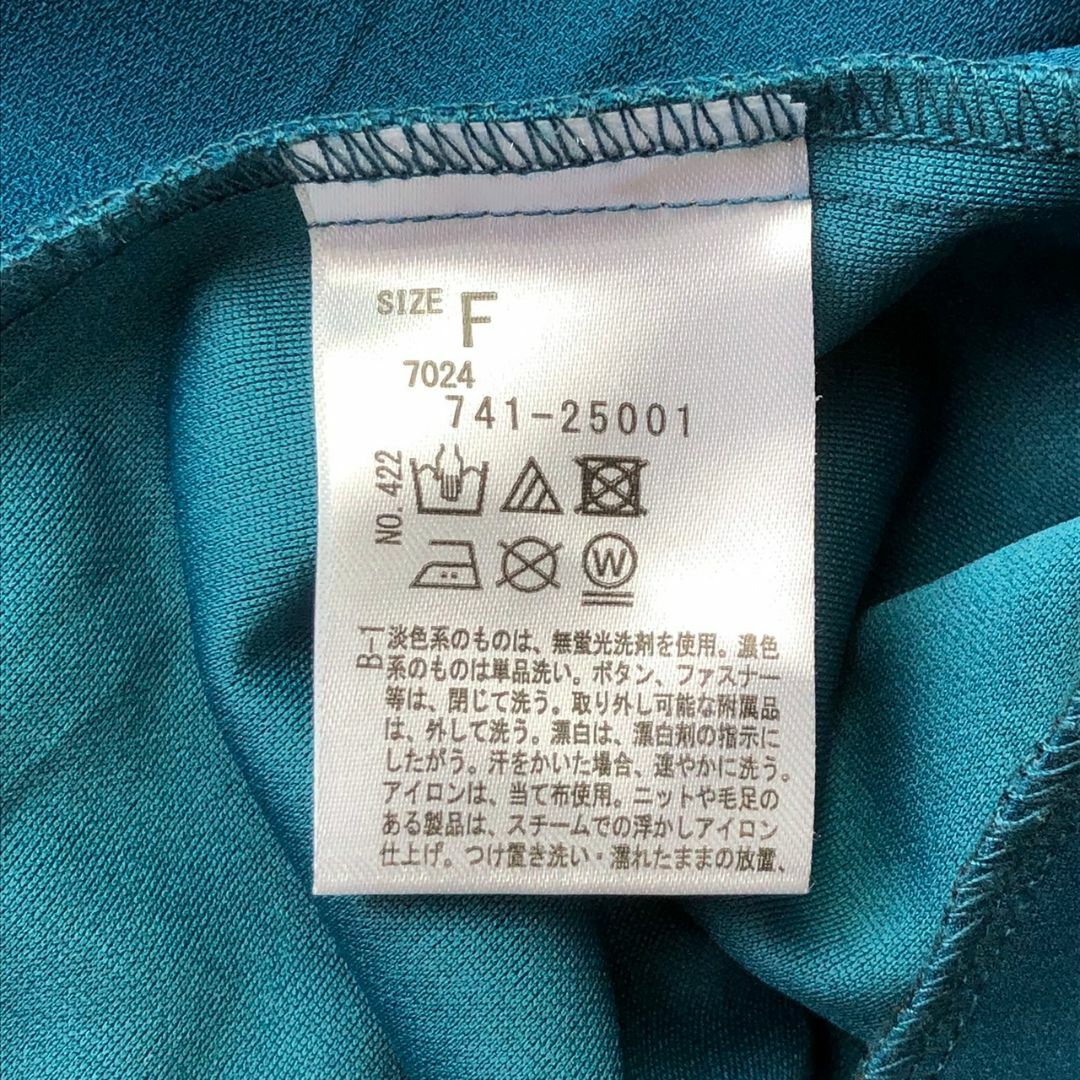 SIZE F
7024
741-25001
NO. 422
W
B-1
淡色系のものは、無蛍光洗剤を使用。濃色
系のものは単品洗い。ボタン、ファスナー
等は、閉じて洗う。取り外し可能な附属品
は、外して洗う。漂白は、漂白剤の指示に
したがう。汗をかいた場合、速やかに洗う。
アイロンは、当て布使用。ニットや毛足の
ある製品は、スチームでの浮かしアイロン
仕上げ。つけ置き洗い・濡れたままの放置、